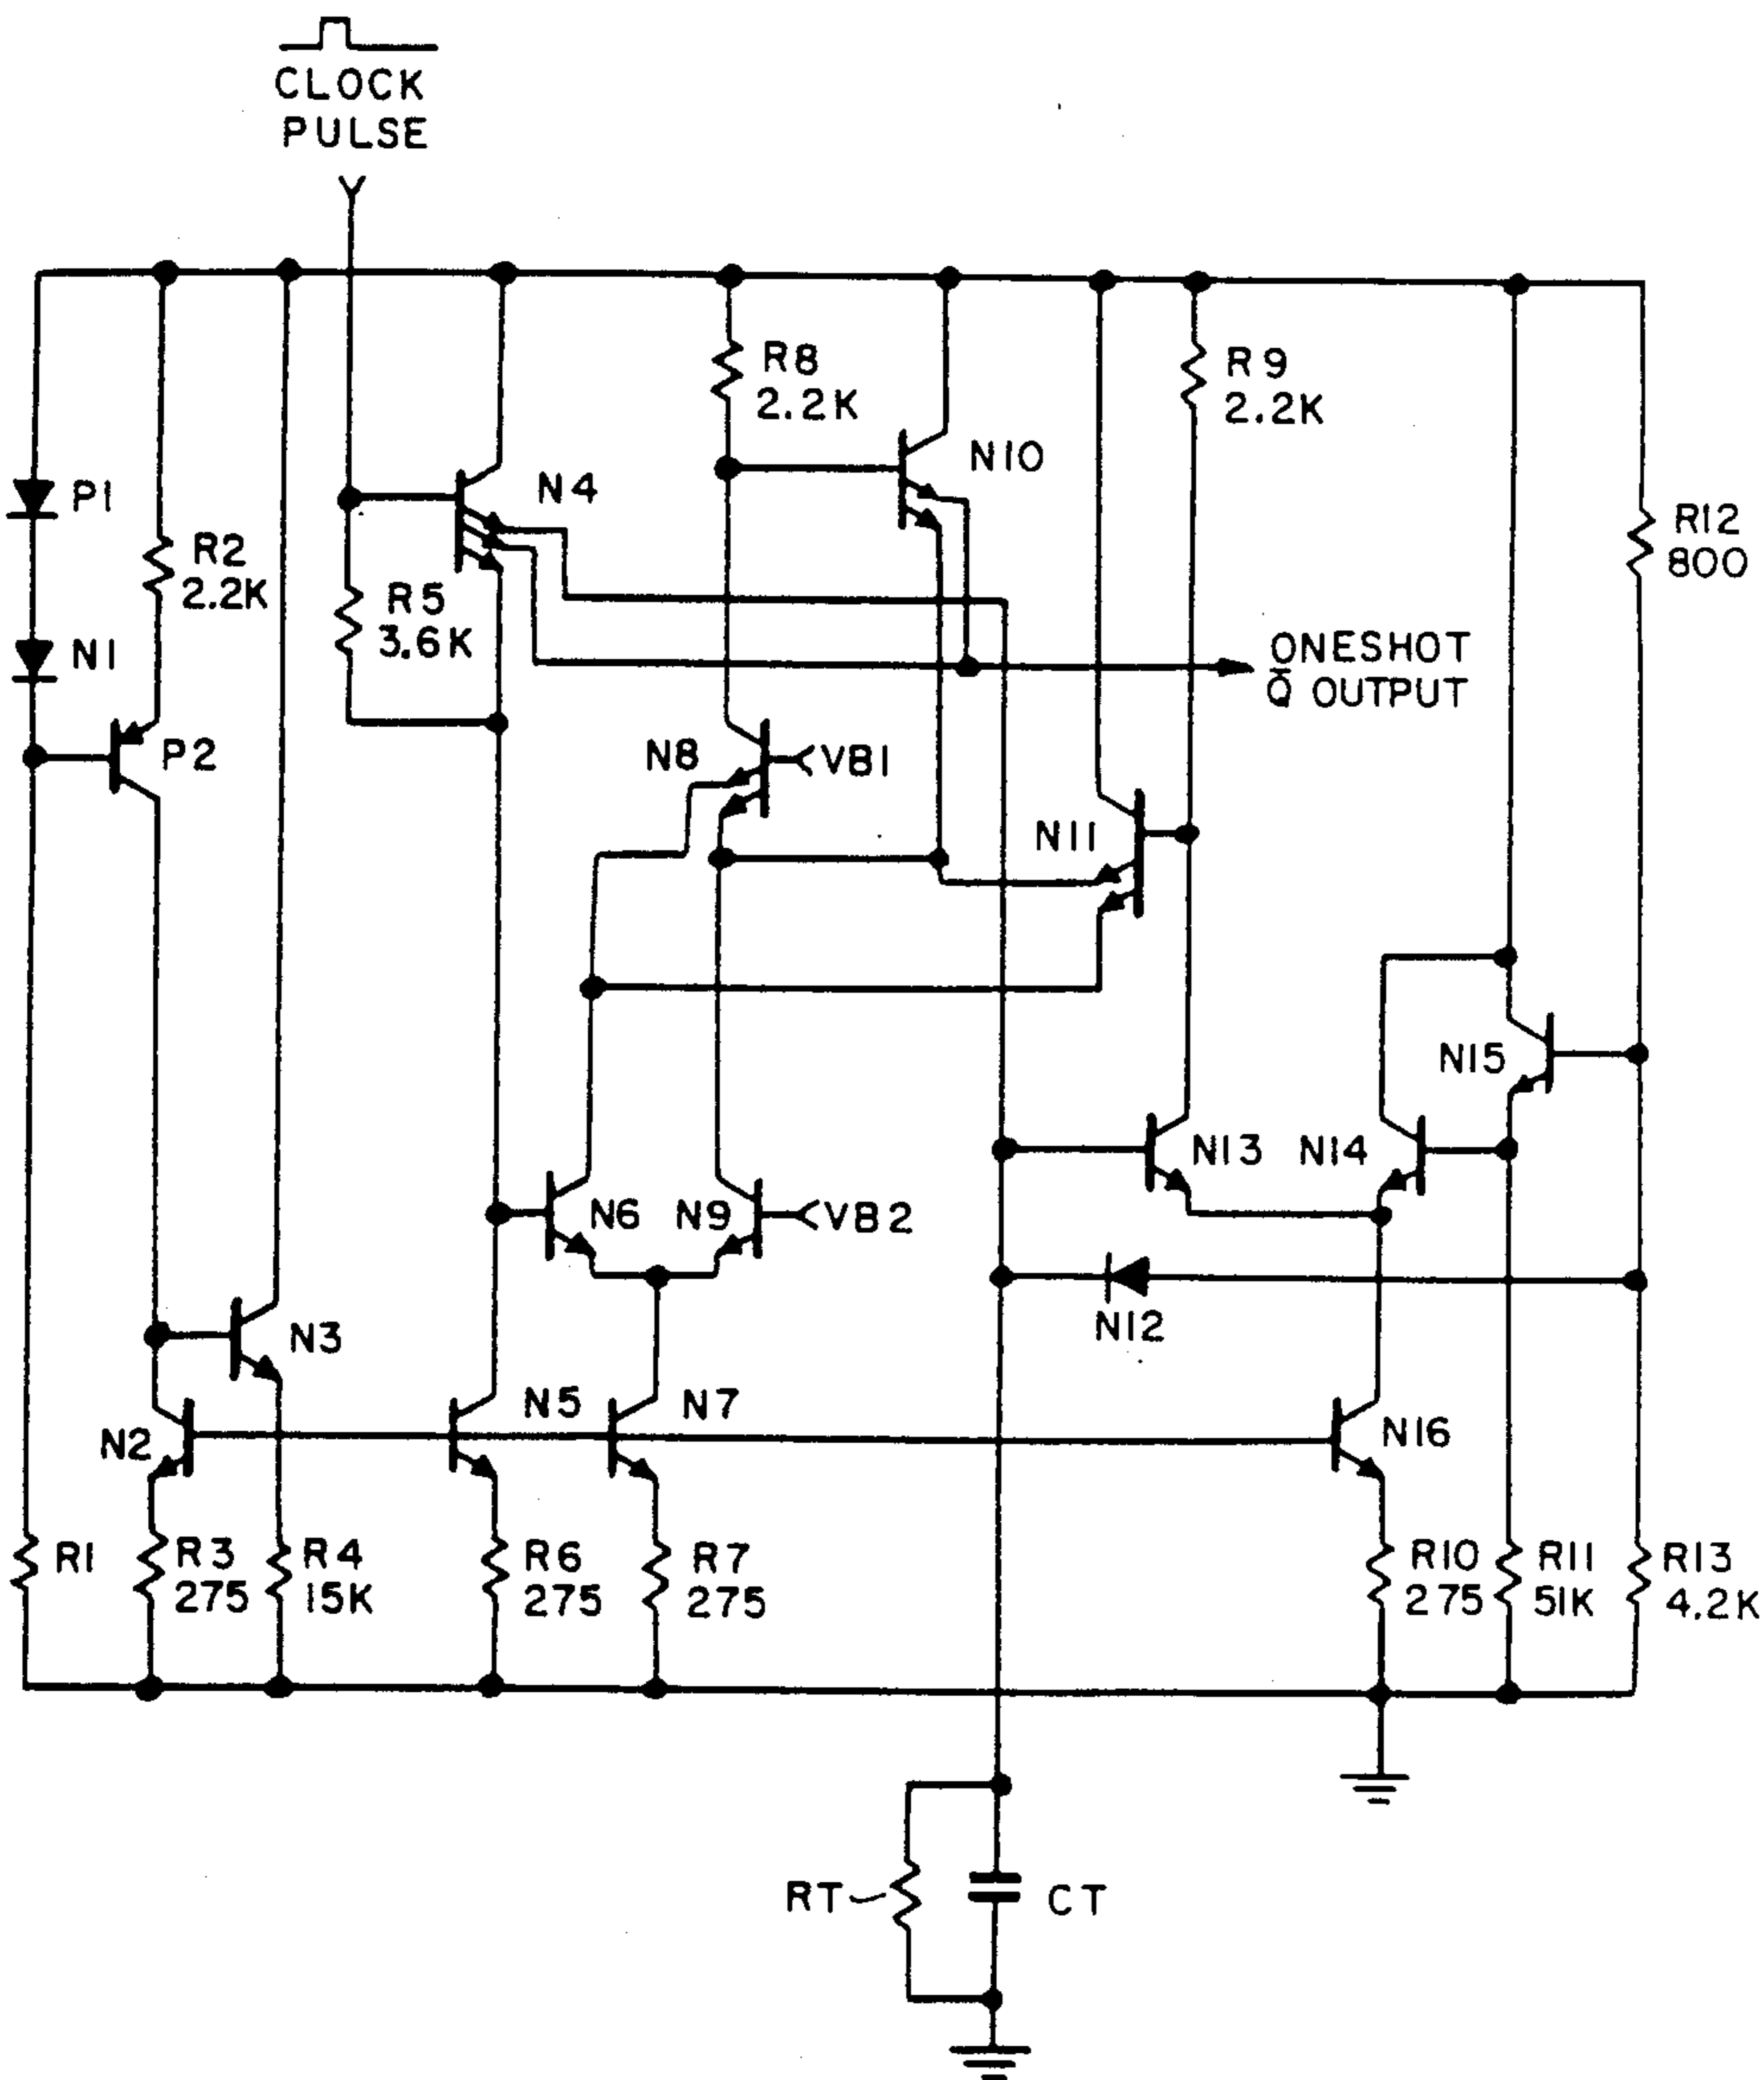 CLOCK
PULSE
P1
R2
2.2K
N1
P2
N4
R5
3.6K
R8
2.2K
N10
R9
2.2K
R12
800
ONESHOT
Q̅ OUTPUT
N8
VB1
N11
N15
N13
N14
N6
N9
VB2
N12
N3
N2
N5
N7
N16
R1
R3
275
R4
15K
R6
275
R7
275
R10
275
R11
51K
R13
4.2K
RT
CT